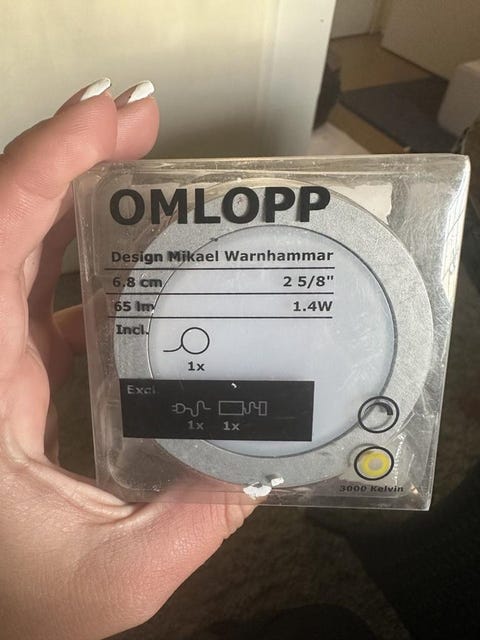 OMLOPP
Design Mikael Warnhammar
6.8 cm 2 5/8"
65 lm 1.4W
Incl.
1x
Excl.
1x 1x
3000 Kelvin